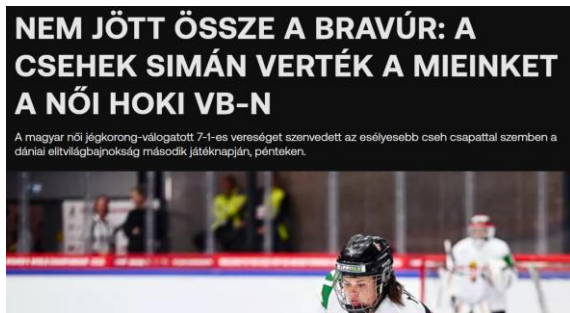 NEM JÖTT ÖSSZE A BRAVÚR: A
CSEHEK SIMÁN VERTÉK A MIEINKET
A NŐI HOKI VB-N
A magyar női jégkorong-válogatott 7-1-es vereséget szenvedett az esélyesebb cseh csapattal szemben a
dániai elitvilágbajnokság második játéknapján, pénteken.